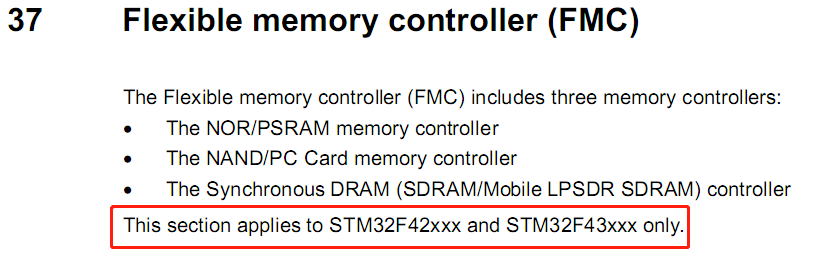 37 Flexible memory controller (FMC)
The Flexible memory controller (FMC) includes three memory controllers:
• The NOR/PSRAM memory controller
• The NAND/PC Card memory controller
• The Synchronous DRAM (SDRAM/Mobile LPSDR SDRAM) controller
This section applies to STM32F42xxx and STM32F43xxx only.